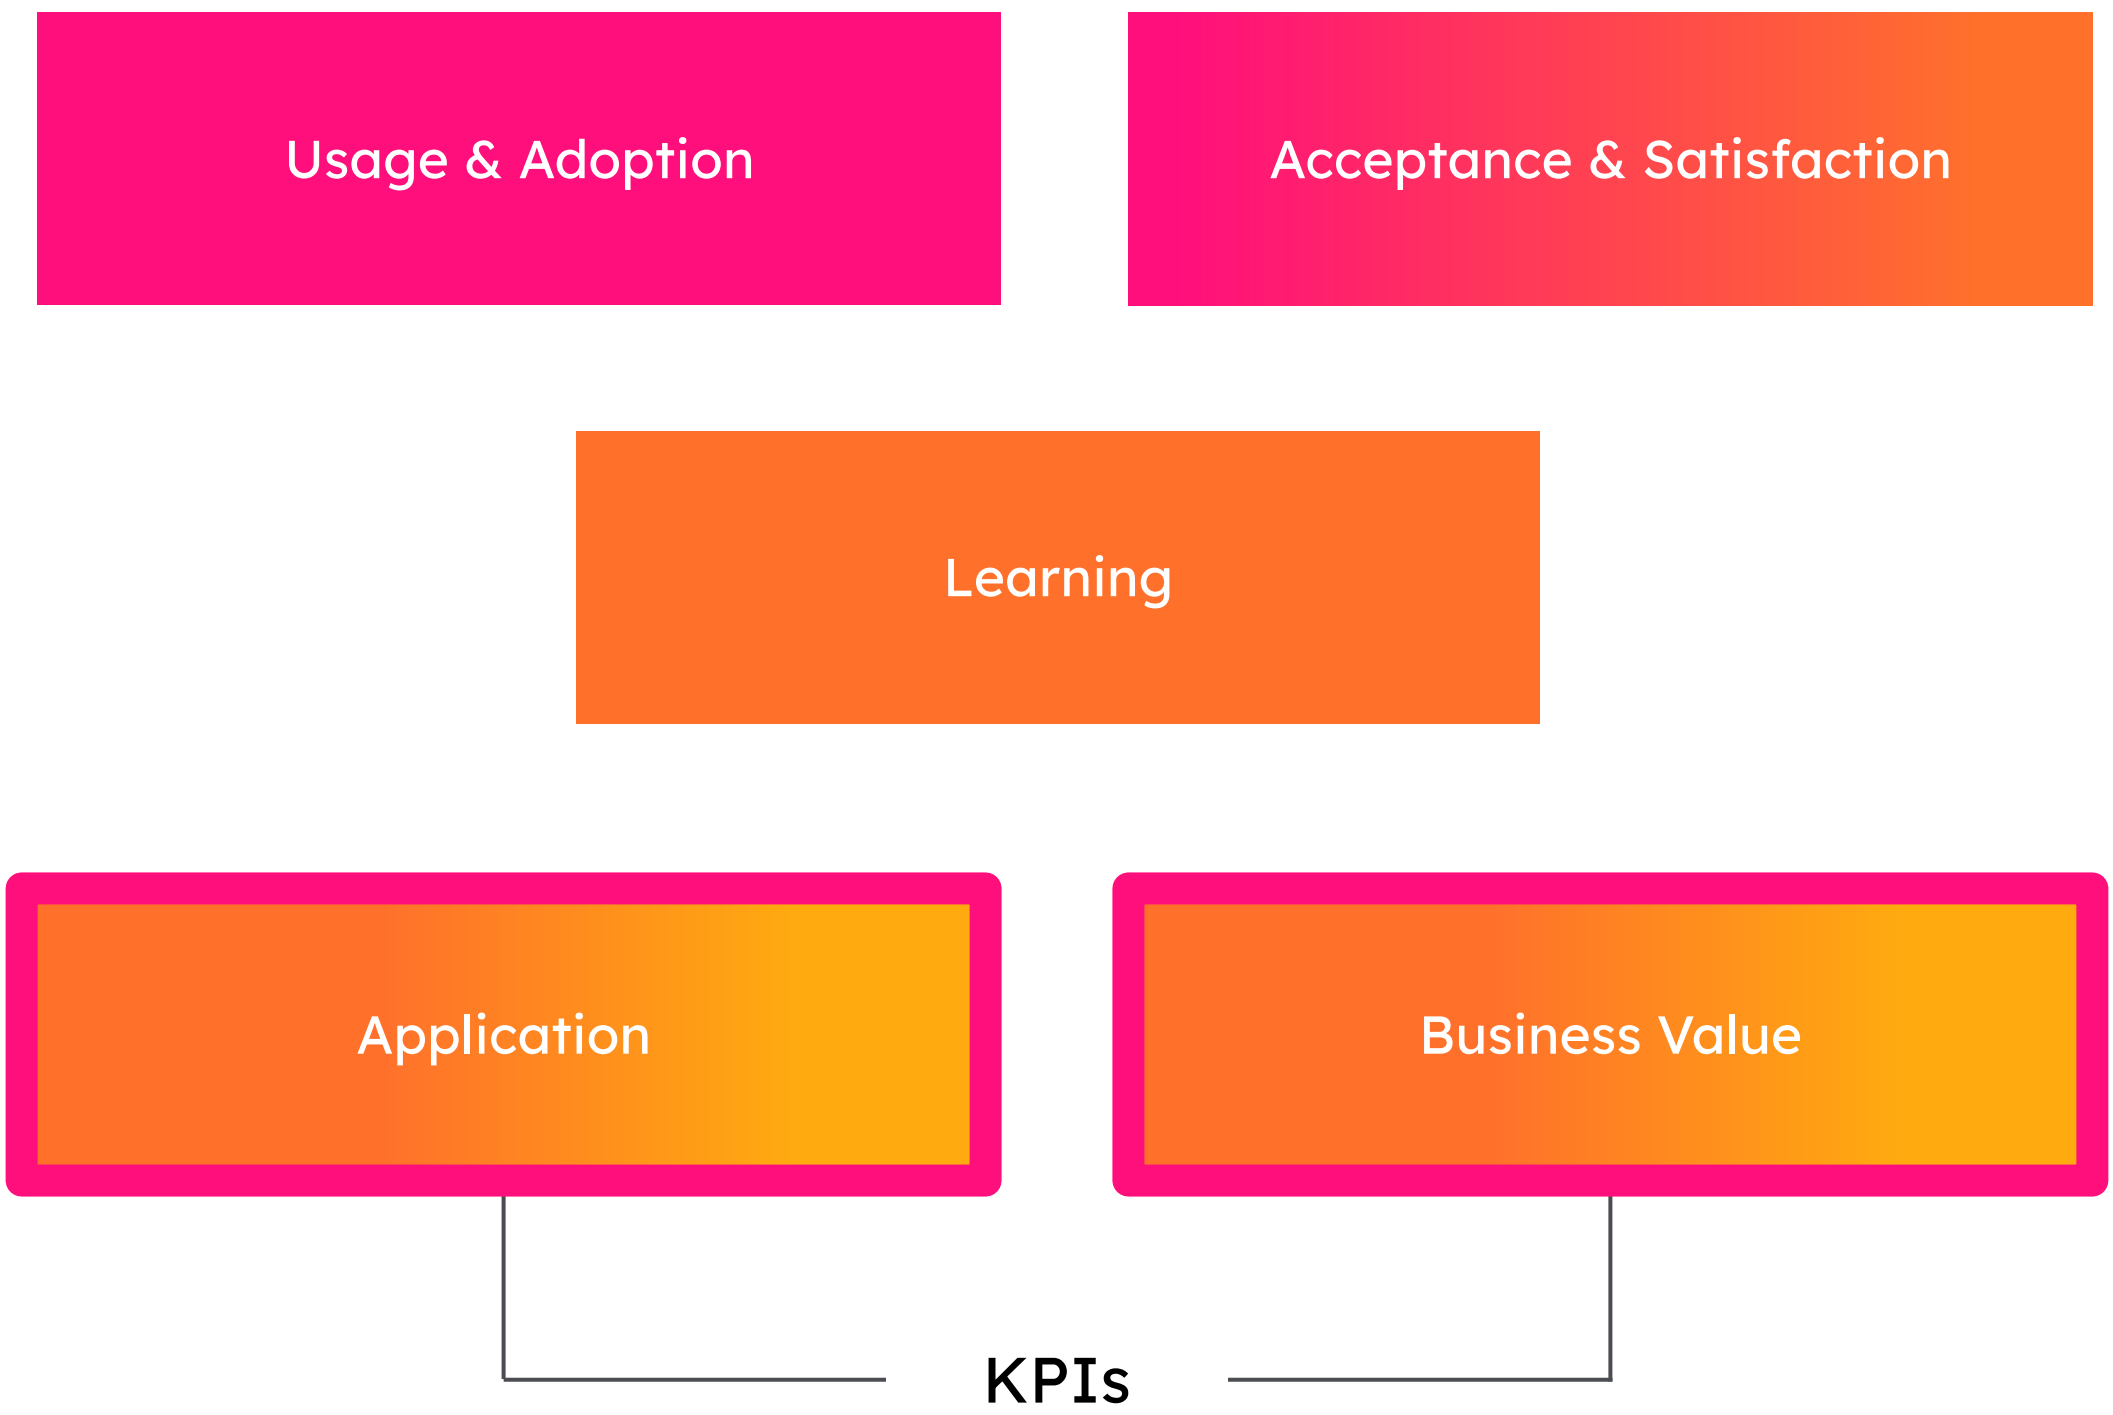 Usage & Adoption
Acceptance & Satisfaction
Learning
Application
Business Value
KPIs